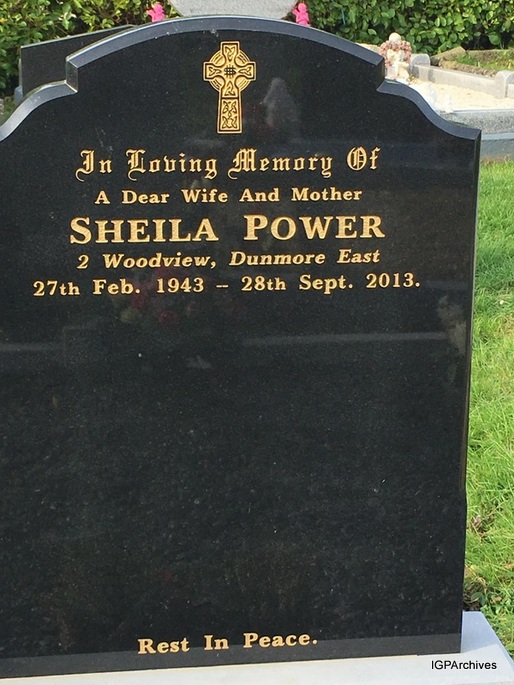 In Loving Memory Of
A Dear Wife And Mother
SHEILA POWER
2 Woodview, Dunmore East
27th Feb. 1943 – 28th Sept. 2013.
Rest In Peace.
IGPArchives